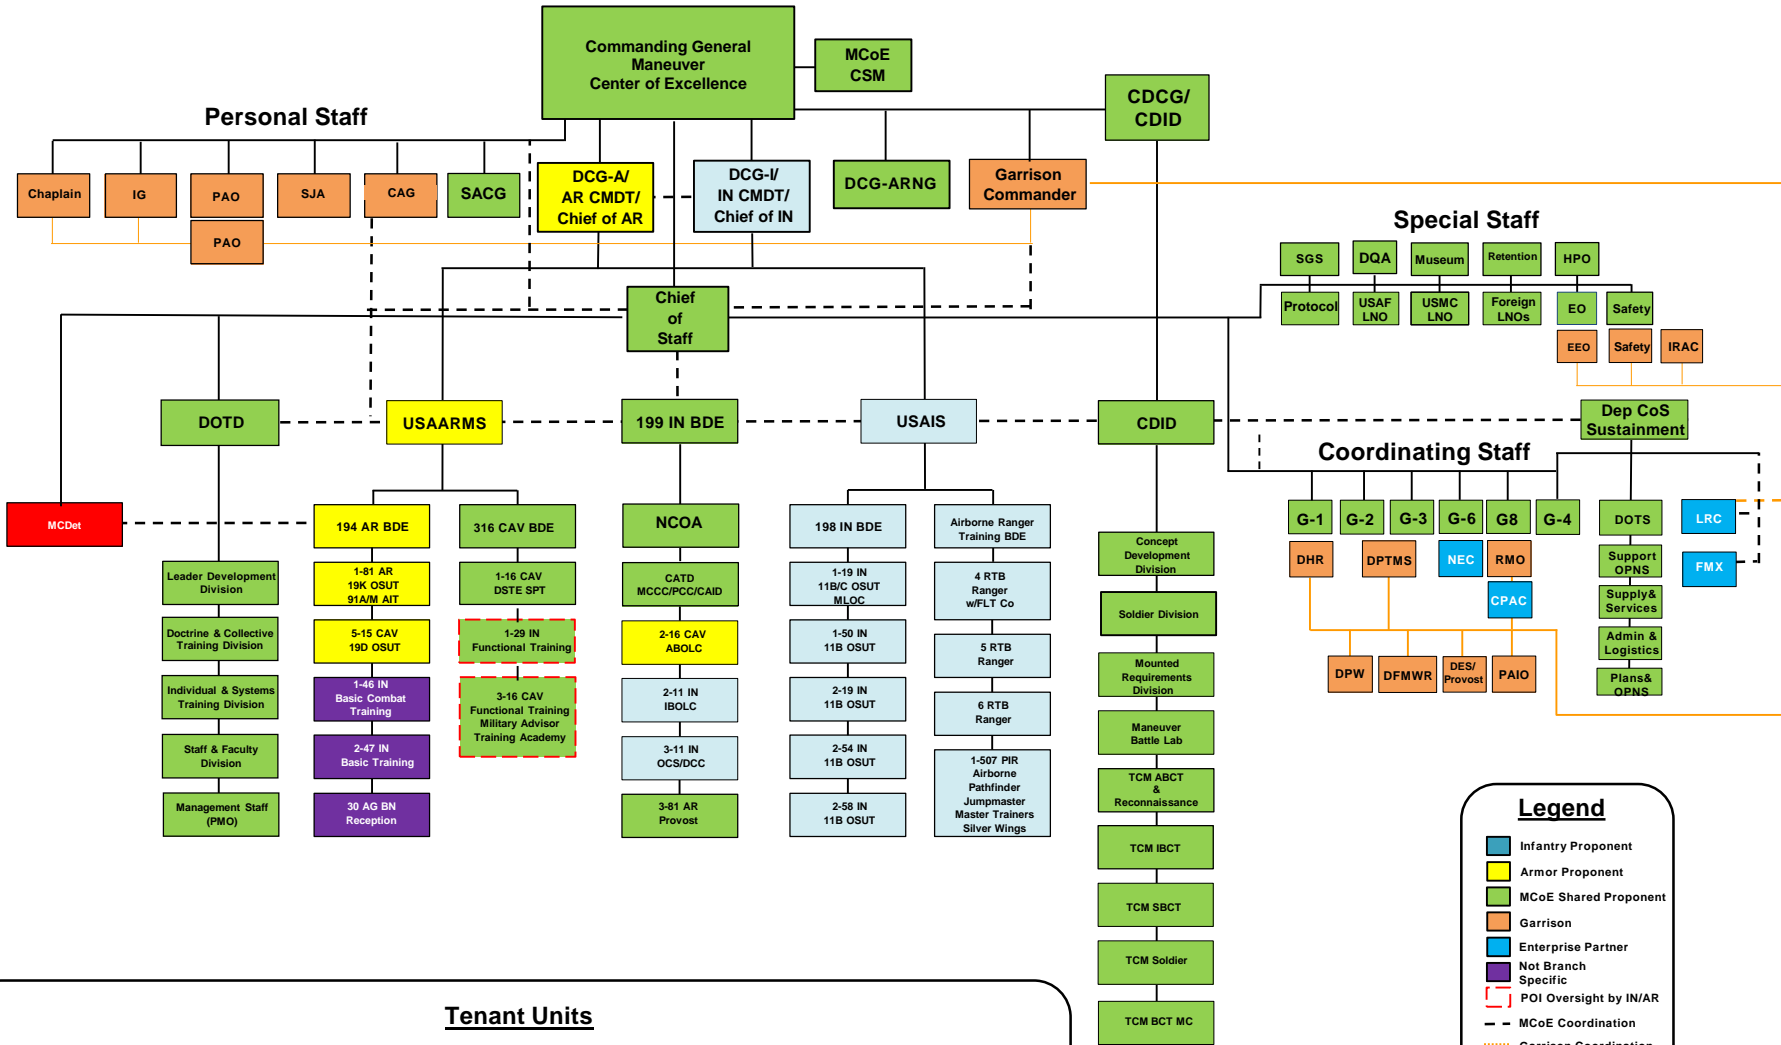 Commanding General
Maneuver
Center of Excellence
MCoE
CSM
CDCG/
CDID
Personal Staff
Chaplain
IG
PAO
SJA
CAG
SACG
PAO
DCG-A/
AR CMDT/
Chief of AR
DCG-I/
IN CMDT/
Chief of IN
DCG-ARNG
Garrison
Commander
Special Staff
SGS
DQA
Museum
Retention
HPO
Protocol
USAF
LNO
USMC
LNO
Foreign
LNOs
EO
Safety
EEO
Safety
IRAC
Chief
of
Staff
DOTD
USAARMS
199 IN BDE
USAIS
CDID
Dep CoS
Sustainment
Coordinating Staff
MCDet
194 AR BDE
316 CAV BDE
NCOA
198 IN BDE
Airborne Ranger
Training BDE
G-1
G-2
G-3
G-6
G8
G-4
DOTS
LRC
DHR
DPTMS
NEC
RMO
CPAC
FMX
DPW
DFMWR
DES/
Provost
PAIO
Support
OPNS
Supply&
Services
Admin &
Logistics
Plans&
OPNS
Leader Development
Division
Doctrine & Collective
Training Division
Individual & Systems
Training Division
Staff & Faculty
Division
Management Staff
(PMO)
1-81 AR
19K OSUT
91A/M AIT
5-15 CAV
19D OSUT
1-46 IN
Basic Combat
Training
2-47 IN
Basic Training
30 AG BN
Reception
1-16 CAV
DSTE SPT
1-29 IN
Functional Training
3-16 CAV
Functional Training
Military Advisor
Training Academy
CATD
MCCC/PCC/CAID
2-16 CAV
ABOLC
2-11 IN
IBOLC
3-11 IN
OCS/DCC
3-81 AR
Provost
1-19 IN
11B/C OSUT
MLOC
1-50 IN
11B OSUT
2-19 IN
11B OSUT
2-54 IN
11B OSUT
2-58 IN
11B OSUT
4 RTB
Ranger
w/FLT Co
5 RTB
Ranger
6 RTB
Ranger
1-507 PIR
Airborne
Pathfinder
Jumpmaster
Master Trainers
Silver Wings
Concept
Development
Division
Soldier Division
Mounted
Requirements
Division
Maneuver
Battle Lab
TCM ABCT
&
Reconnaissance
TCM IBCT
TCM SBCT
TCM Soldier
TCM BCT MC
Legend
Infantry Proponent
Armor Proponent
MCoE Shared Proponent
Garrison
Enterprise Partner
Not Branch
Specific
POI Oversight by IN/AR
MCoE Coordination
Garrison Coordination
Tenant Units